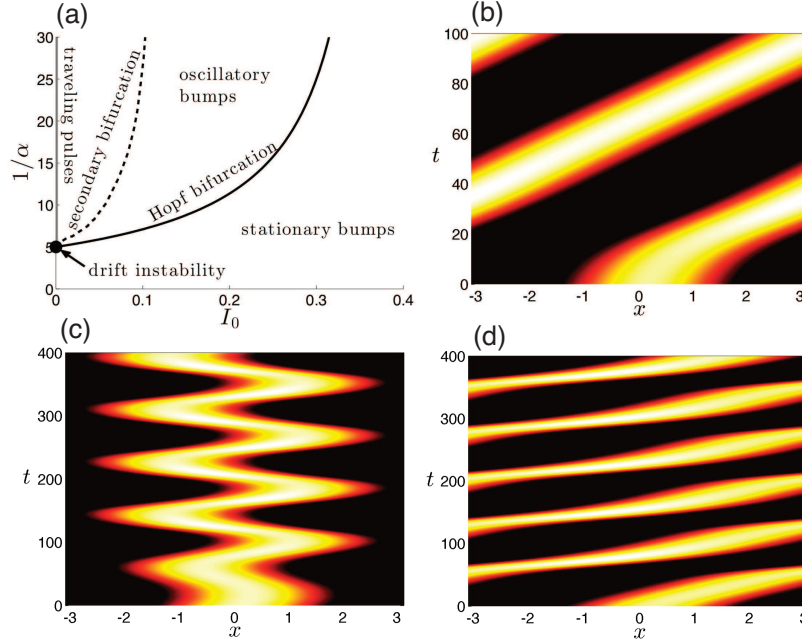 (a)
30
25
20
15
10
5
0
1/α
traveling pulses
secondary bifurcation
oscillatory
bumps
Hopf bifurcation
stationary bumps
drift instability
0
0.1
0.2
0.3
0.4
I0
(b)
100
80
60
40
20
0
t
-3
-2
-1
0
1
2
3
x
(c)
400
300
200
100
0
t
-3
-2
-1
0
1
2
3
x
(d)
400
300
200
100
0
t
-3
-2
-1
0
1
2
3
x